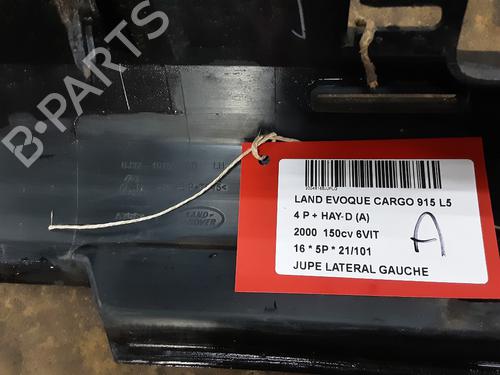 B-PARTS
LAND
ROVER
LAND EVOQUE CARGO 915 L5
4 P + HAY·D (A)
2000 150cv 6VIT
16 * 5P * 21/101
JUPE LATERAL GAUCHE
A